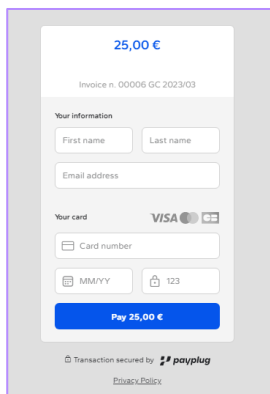 25,00 €
Invoice n. 00006 GC 2023/03
Your information
First name Last name
Email address
Your card VISA CB
Card number
MM/YY 123
Pay 25,00 €
Transaction secured by payplug
Privacy Policy